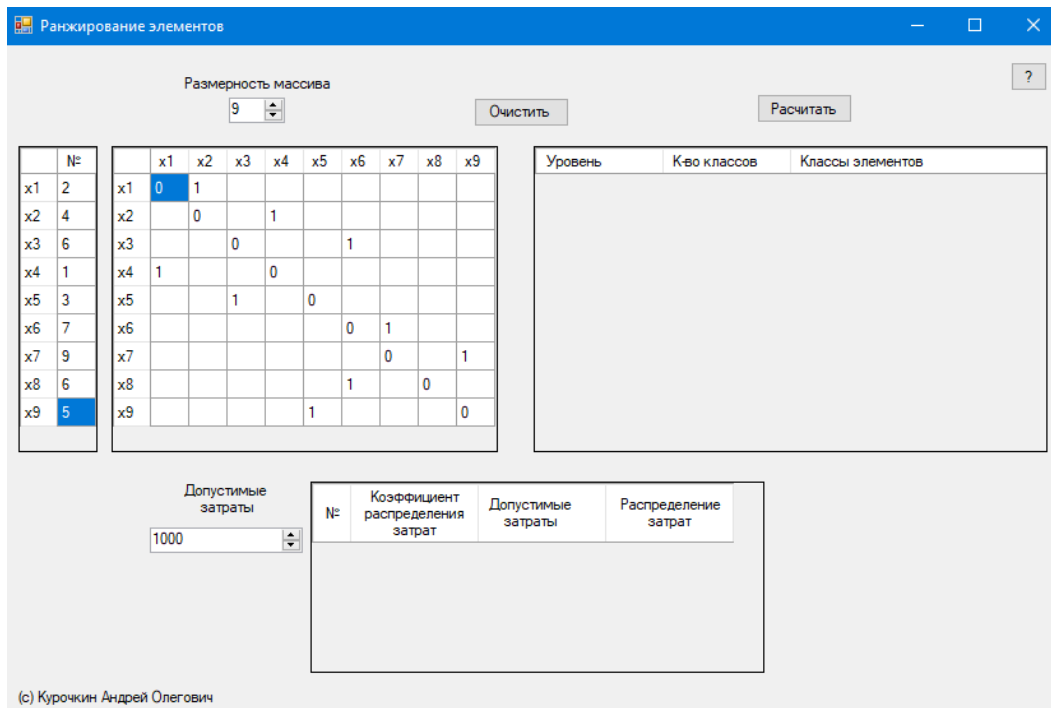 Ранжирование элементов
?
Размерность массива
9
Очистить
Расчитать
№
x1 2
x2 4
x3 6
x4 1
x5 3
x6 7
x7 9
x8 6
x9 5
x1 x2 x3 x4 x5 x6 x7 x8 x9
x1 0 1
x2 0 1
x3 0 1
x4 1 0
x5 1 0
x6 0 1
x7 0 1
x8 1 0
x9 1 0
Уровень К-во классов Классы элементов
Допустимые
затраты
1000
№
Коэффициент
распределения
затрат
Допустимые
затраты
Распределение
затрат
(с) Курочкин Андрей Олегович